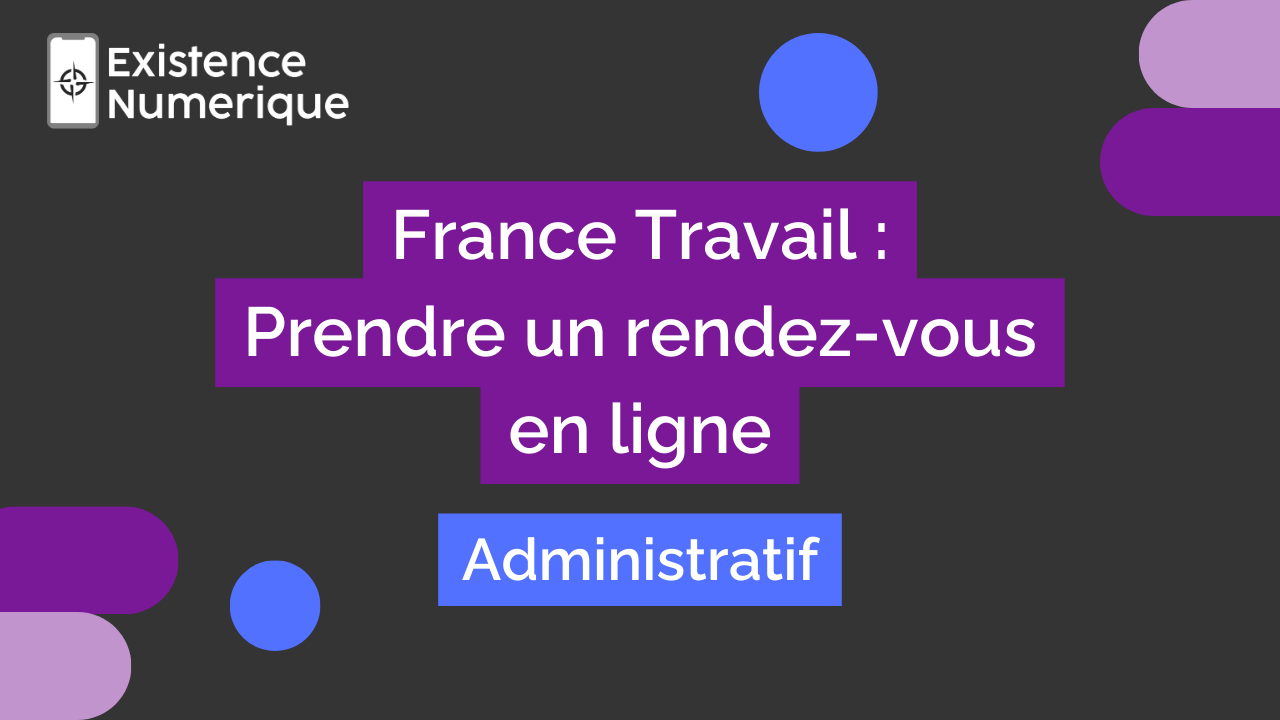 Existence
Numerique
France Travail :
Prendre un rendez-vous
en ligne
Administratif